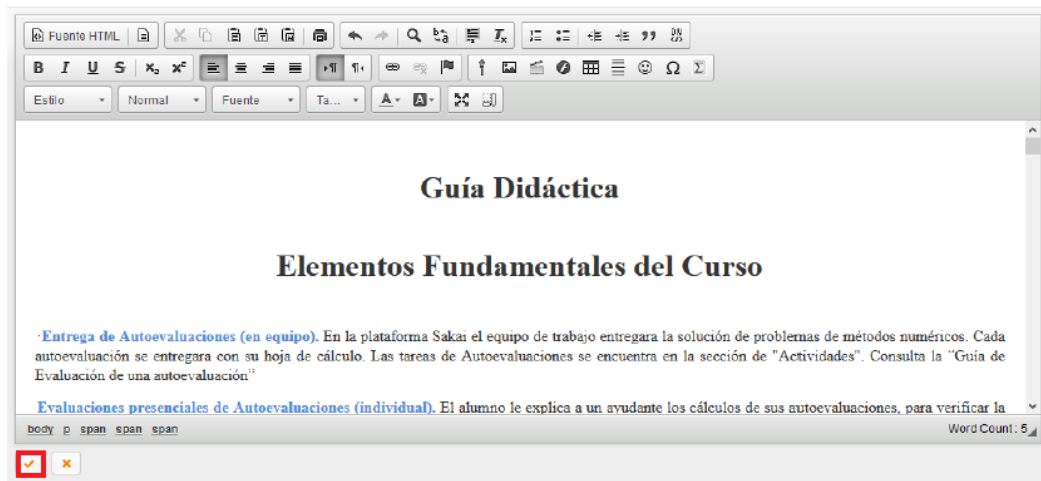 Fuente HTML
B I U S X₂ X²
Estilo Normal Fuente Ta... A A
Guía Didáctica
Elementos Fundamentales del Curso
·Entrega de Autoevaluaciones (en equipo). En la plataforma Sakai el equipo de trabajo entregara la solución de problemas de métodos numéricos. Cada
autoevaluación se entregara con su hoja de cálculo. Las tareas de Autoevaluaciones se encuentra en la sección de "Actividades". Consulta la "Guia de
Evaluación de una autoevaluación"
Evaluaciones presenciales de Autoevaluaciones (individual). El alumno le explica a un ayudante los cálculos de sus autoevaluaciones, para verificar la
body p span span span Word Count: 5